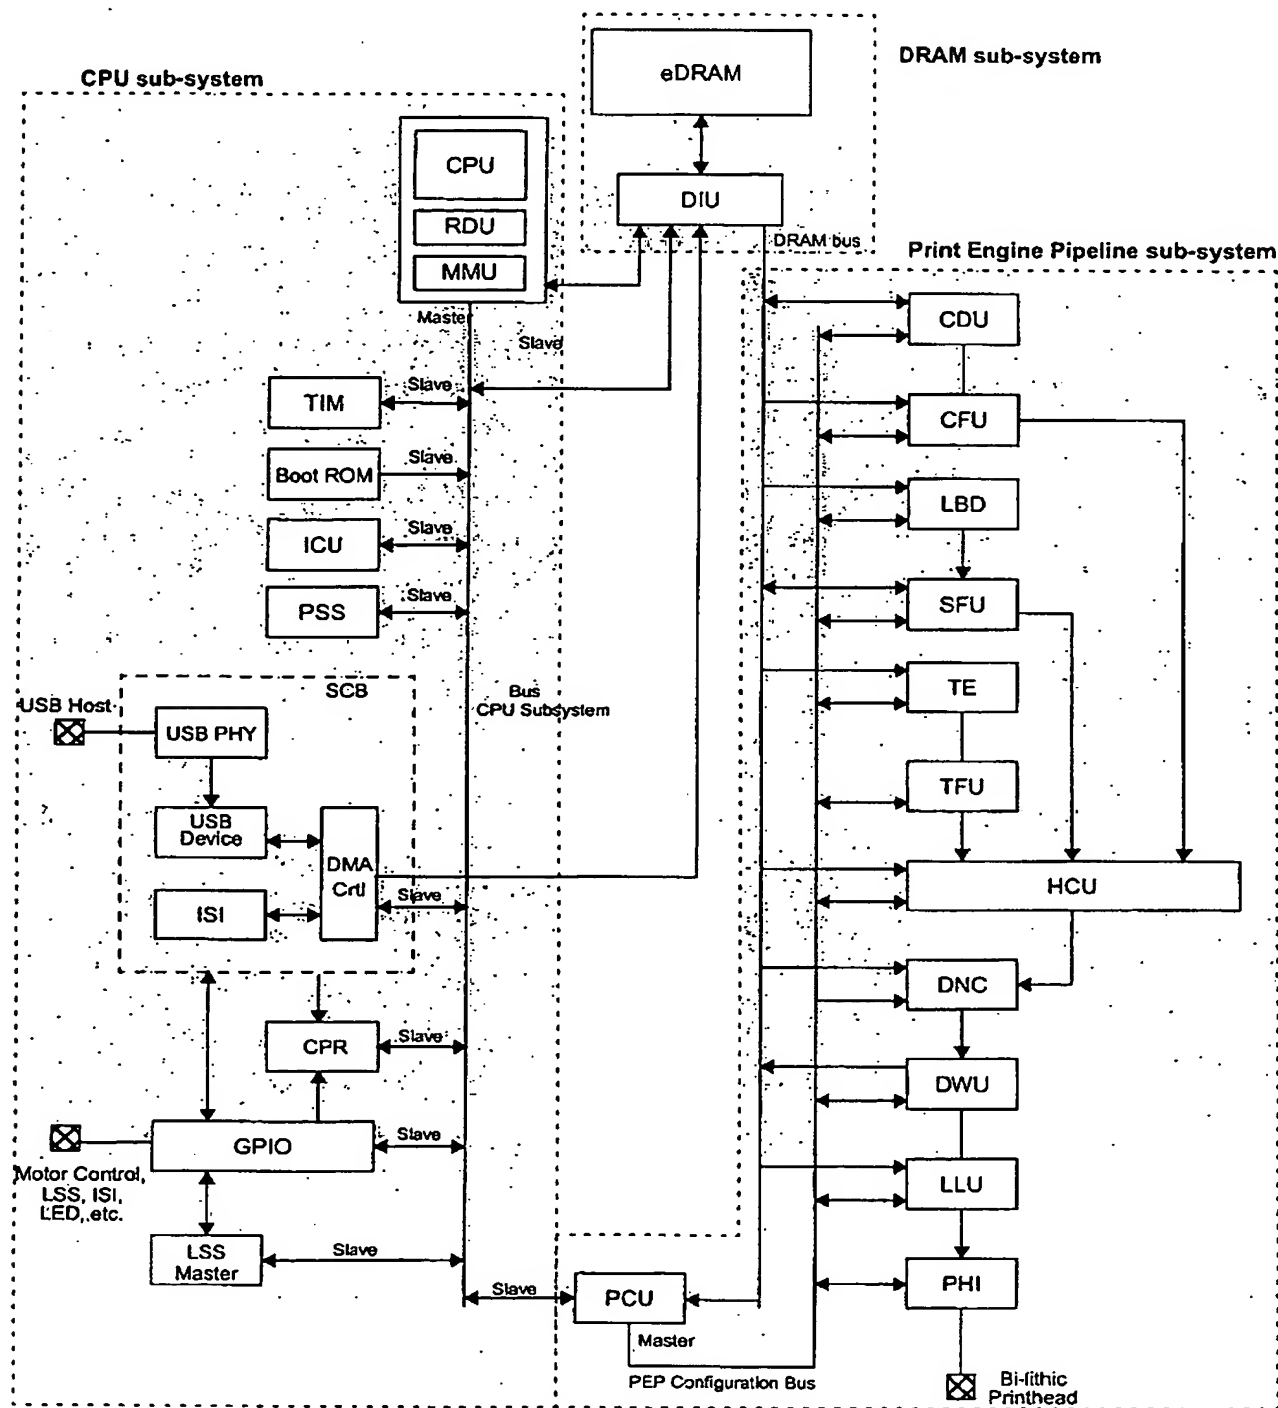 CPU sub-system
DRAM sub-system
eDRAM
DIU
DRAM bus
Print Engine Pipeline sub-system
CPU
RDU
MMU
Master
Slave
TIM
Slave
Boot ROM
Slave
ICU
Slave
PSS
Slave
SCB
USB Host
USB PHY
Bus
CPU Subsystem
USB
Device
DMA
Crtl
ISI
Slave
CPR
Slave
GPIO
Slave
Motor Control,
LSS, ISI,
LED, etc.
LSS
Master
Slave
Slave
PCU
Master
PEP Configuration Bus
CDU
CFU
LBD
SFU
TE
TFU
HCU
DNC
DWU
LLU
PHI
Bi-lithic
Printhead